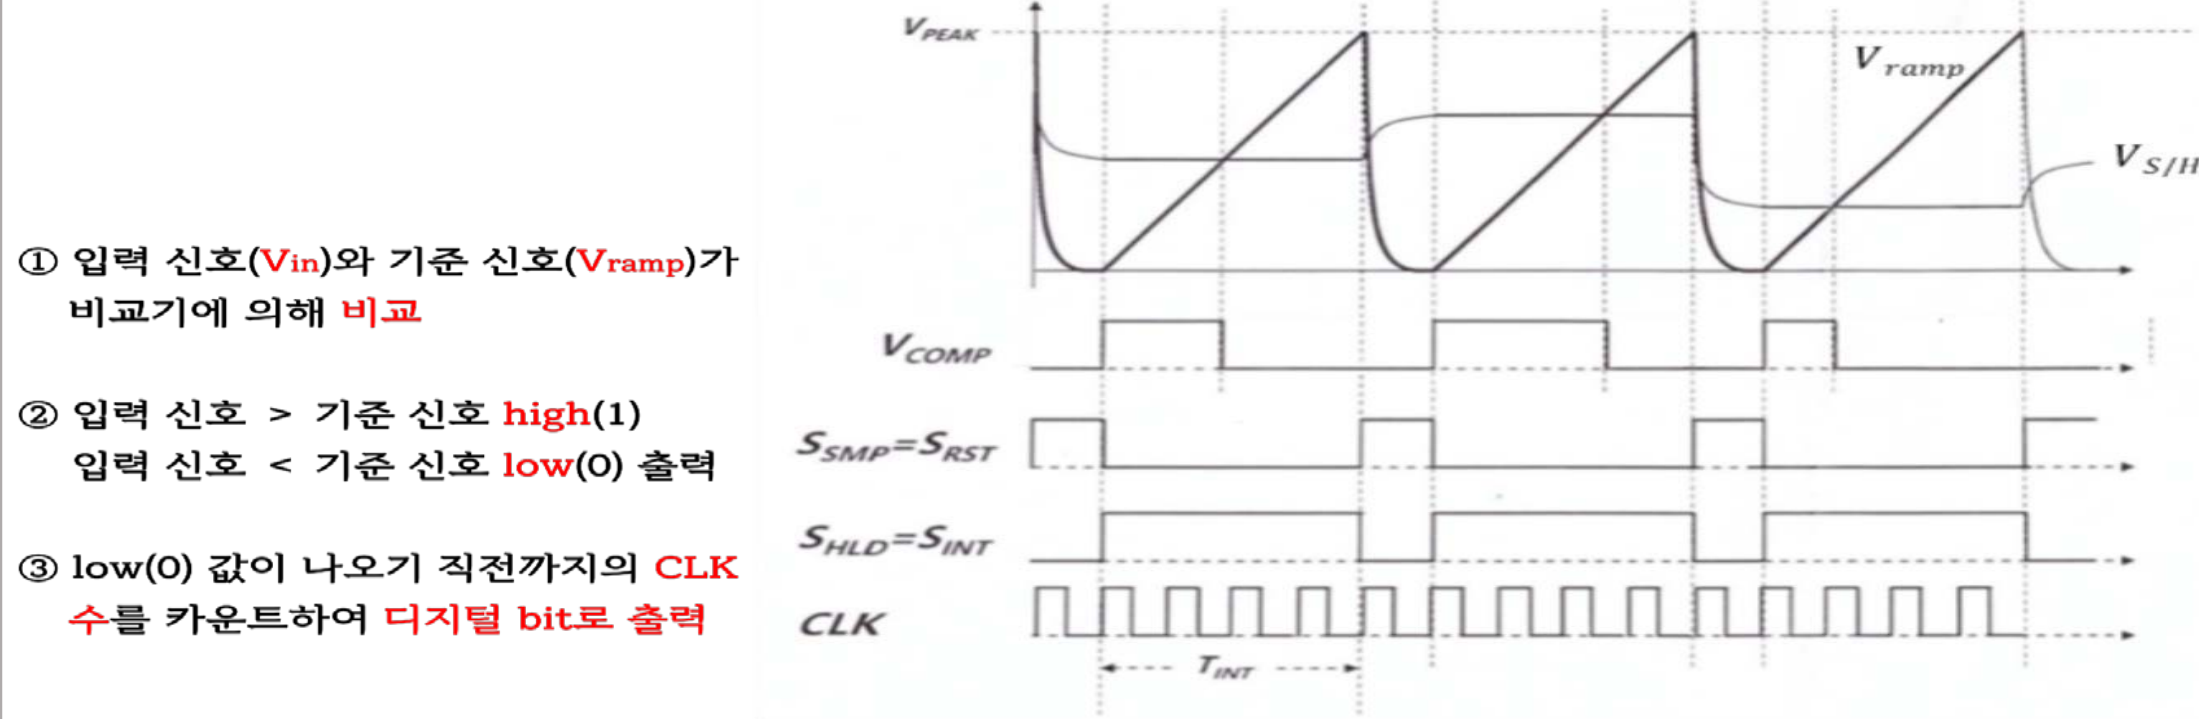 ① 입력 신호(Vin)와 기준 신호(Vramp)가
비교기에 의해 비교
② 입력 신호 > 기준 신호 high(1)
입력 신호 < 기준 신호 low(0) 출력
③ low(0) 값이 나오기 직전까지의 CLK
수를 카운트하여 디지털 bit로 출력
VPEAK
Vramp
VS/H
VCOMP
SSMP=SRST
SHLD=SINT
CLK
TINT